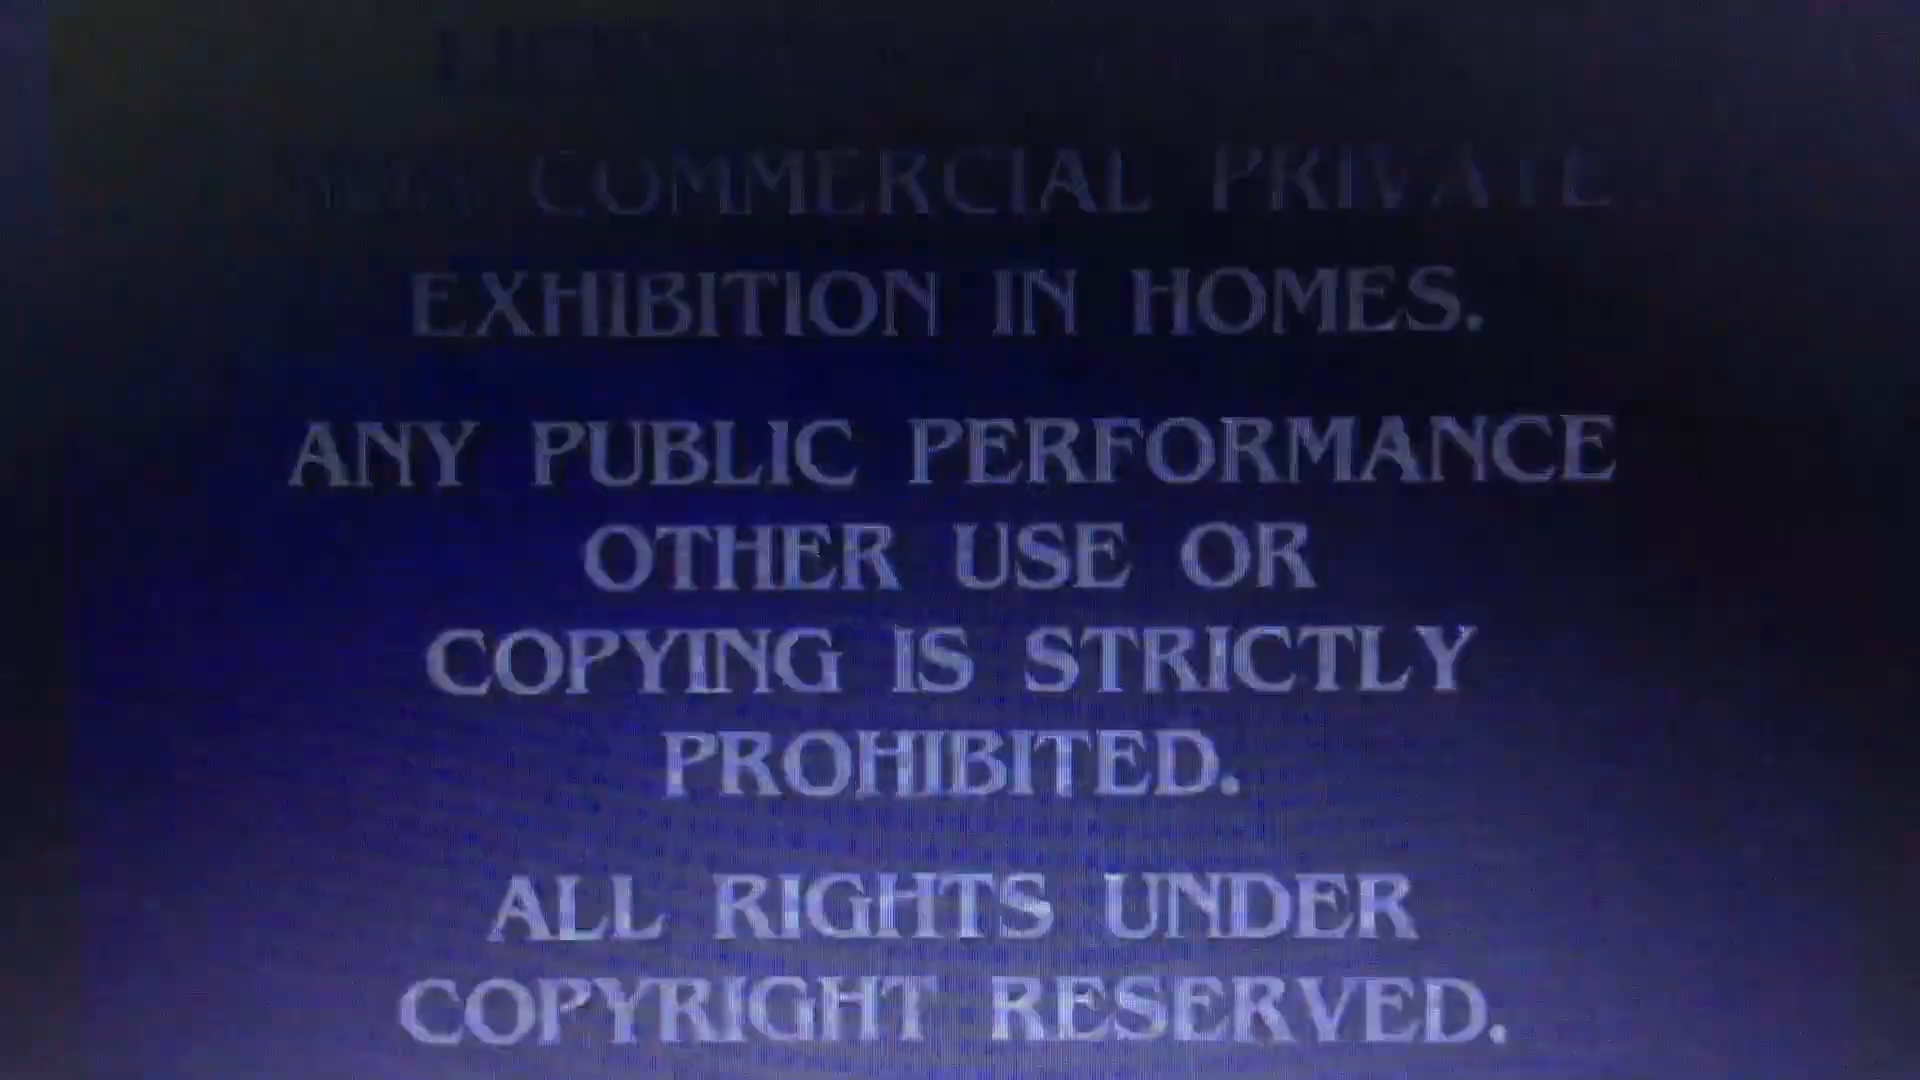 NON COMMERCIAL PRIVATE
EXHIBITION IN HOMES.
ANY PUBLIC PERFORMANCE
OTHER USE OR
COPYING IS STRICTLY
PROHIBITED.
ALL RIGHTS UNDER
COPYRIGHT RESERVED.